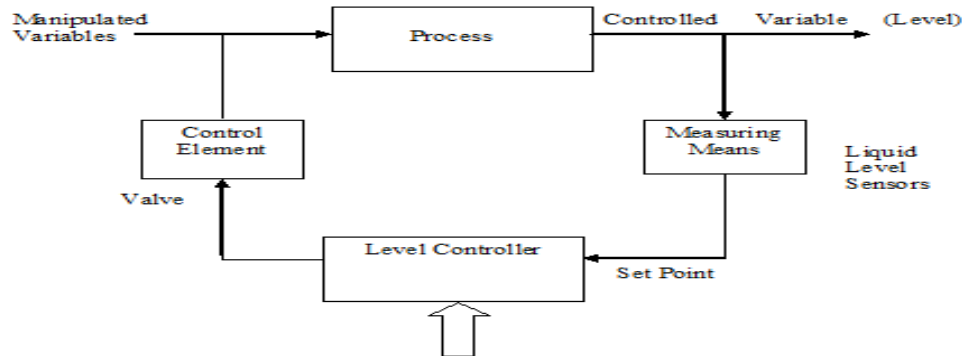 Manipulated
Variables
Process
Controlled Variable (Level)
Control
Element
Measuring
Means
Liquid
Level
Sensors
Valve
Level Controller
Set Point